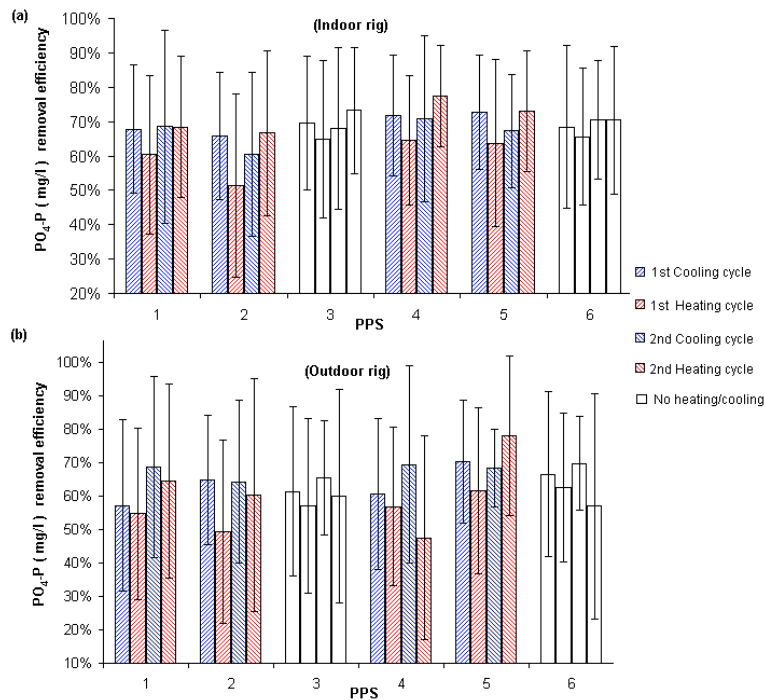 (a)
(Indoor rig)
PO4-P ( mg/l ) removal efficiency
100%
90%
80%
70%
60%
50%
40%
30%
20%
1 2 3 4 5 6
PPS
1st Cooling cycle
1st Heating cycle
2nd Cooling cycle
2nd Heating cycle
No heating/cooling
(b)
(Outdoor rig)
PO4-P ( mg/l ) removal efficiency
100%
90%
80%
70%
60%
50%
40%
30%
20%
10%
1 2 3 4 5 6
PPS